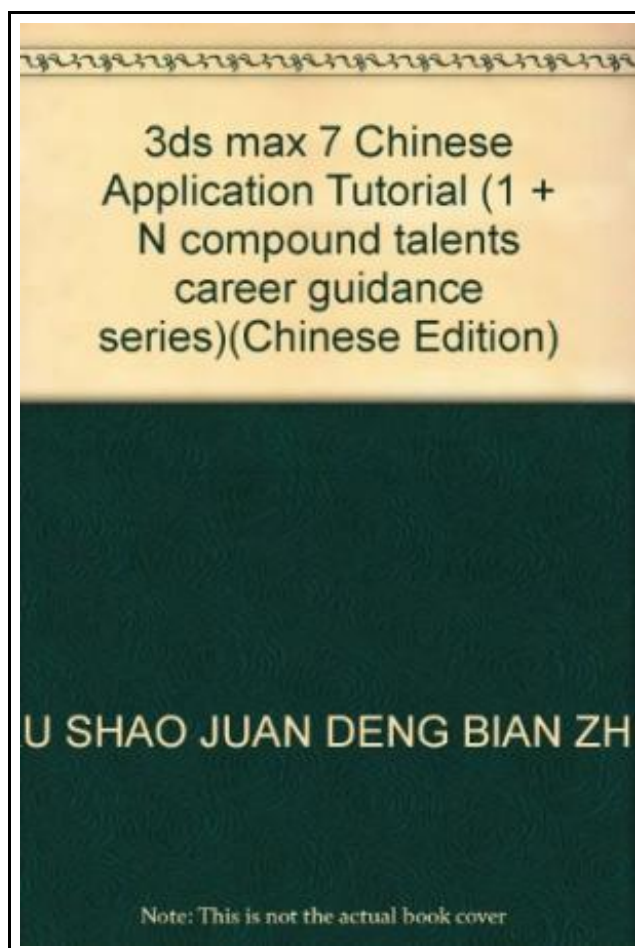 3ds max 7 Chinese
Application Tutorial (1 +
N compound talents
career guidance
series)(Chinese Edition)
U SHAO JUAN DENG BIAN ZH
Note: This is not the actual book cover